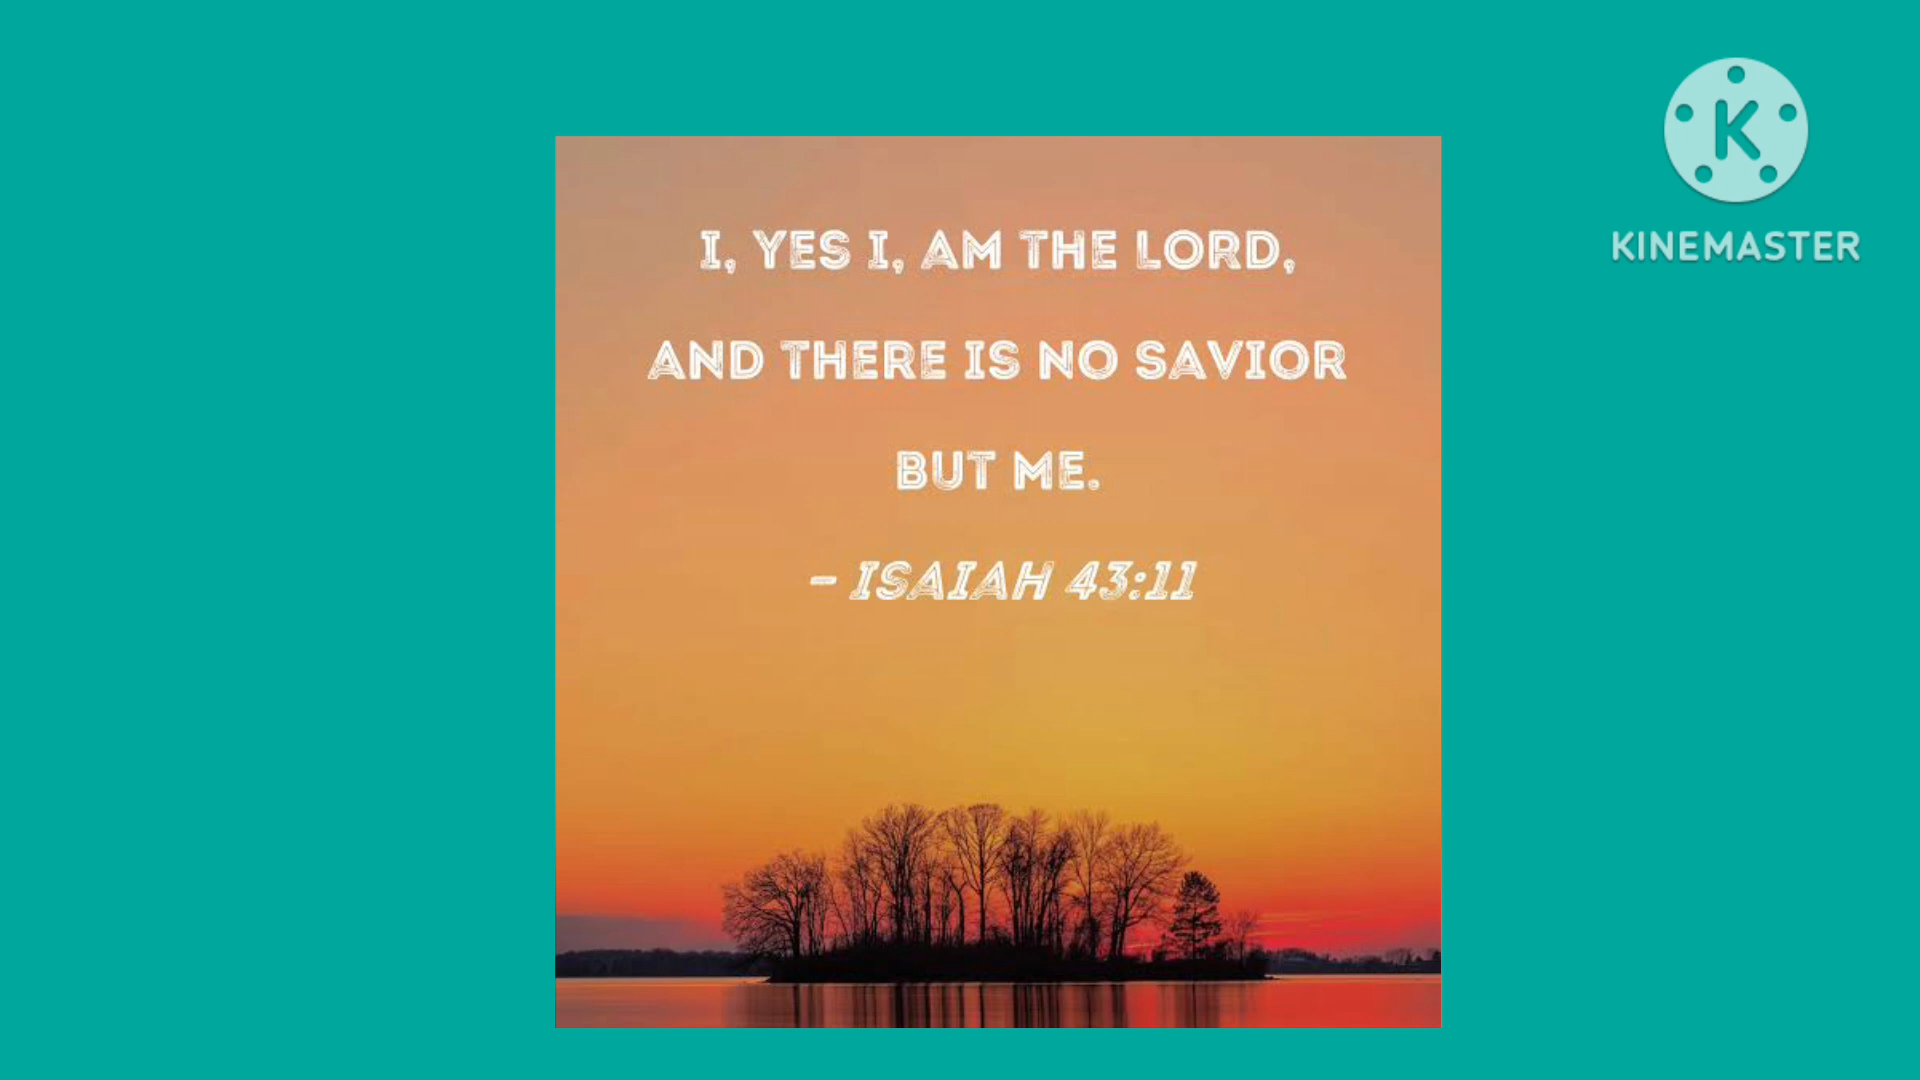 I, YES I, AM THE LORD,
AND THERE IS NO SAVIOR
BUT ME.
– ISAIAH 43:11
K
KINEMASTER